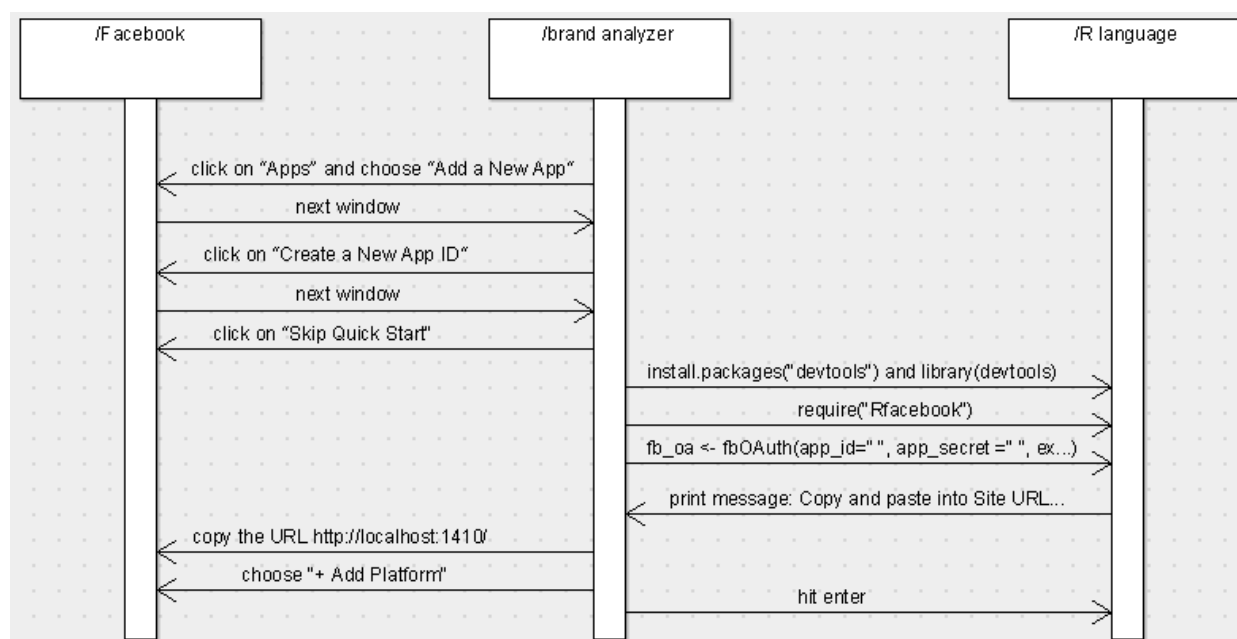 /Facebook
/brand analyzer
/R language
click on “Apps” and choose “Add a New App“
next window
click on “Create a New App ID“
next window
click on “Skip Quick Start”
install.packages("devtools") and library(devtools)
require("Rfacebook")
fb_oa <- fbOAuth(app_id=" ", app_secret =" ", ex...)
print message: Copy and paste into Site URL...
copy the URL http://localhost:1410/
choose "+ Add Platform"
hit enter